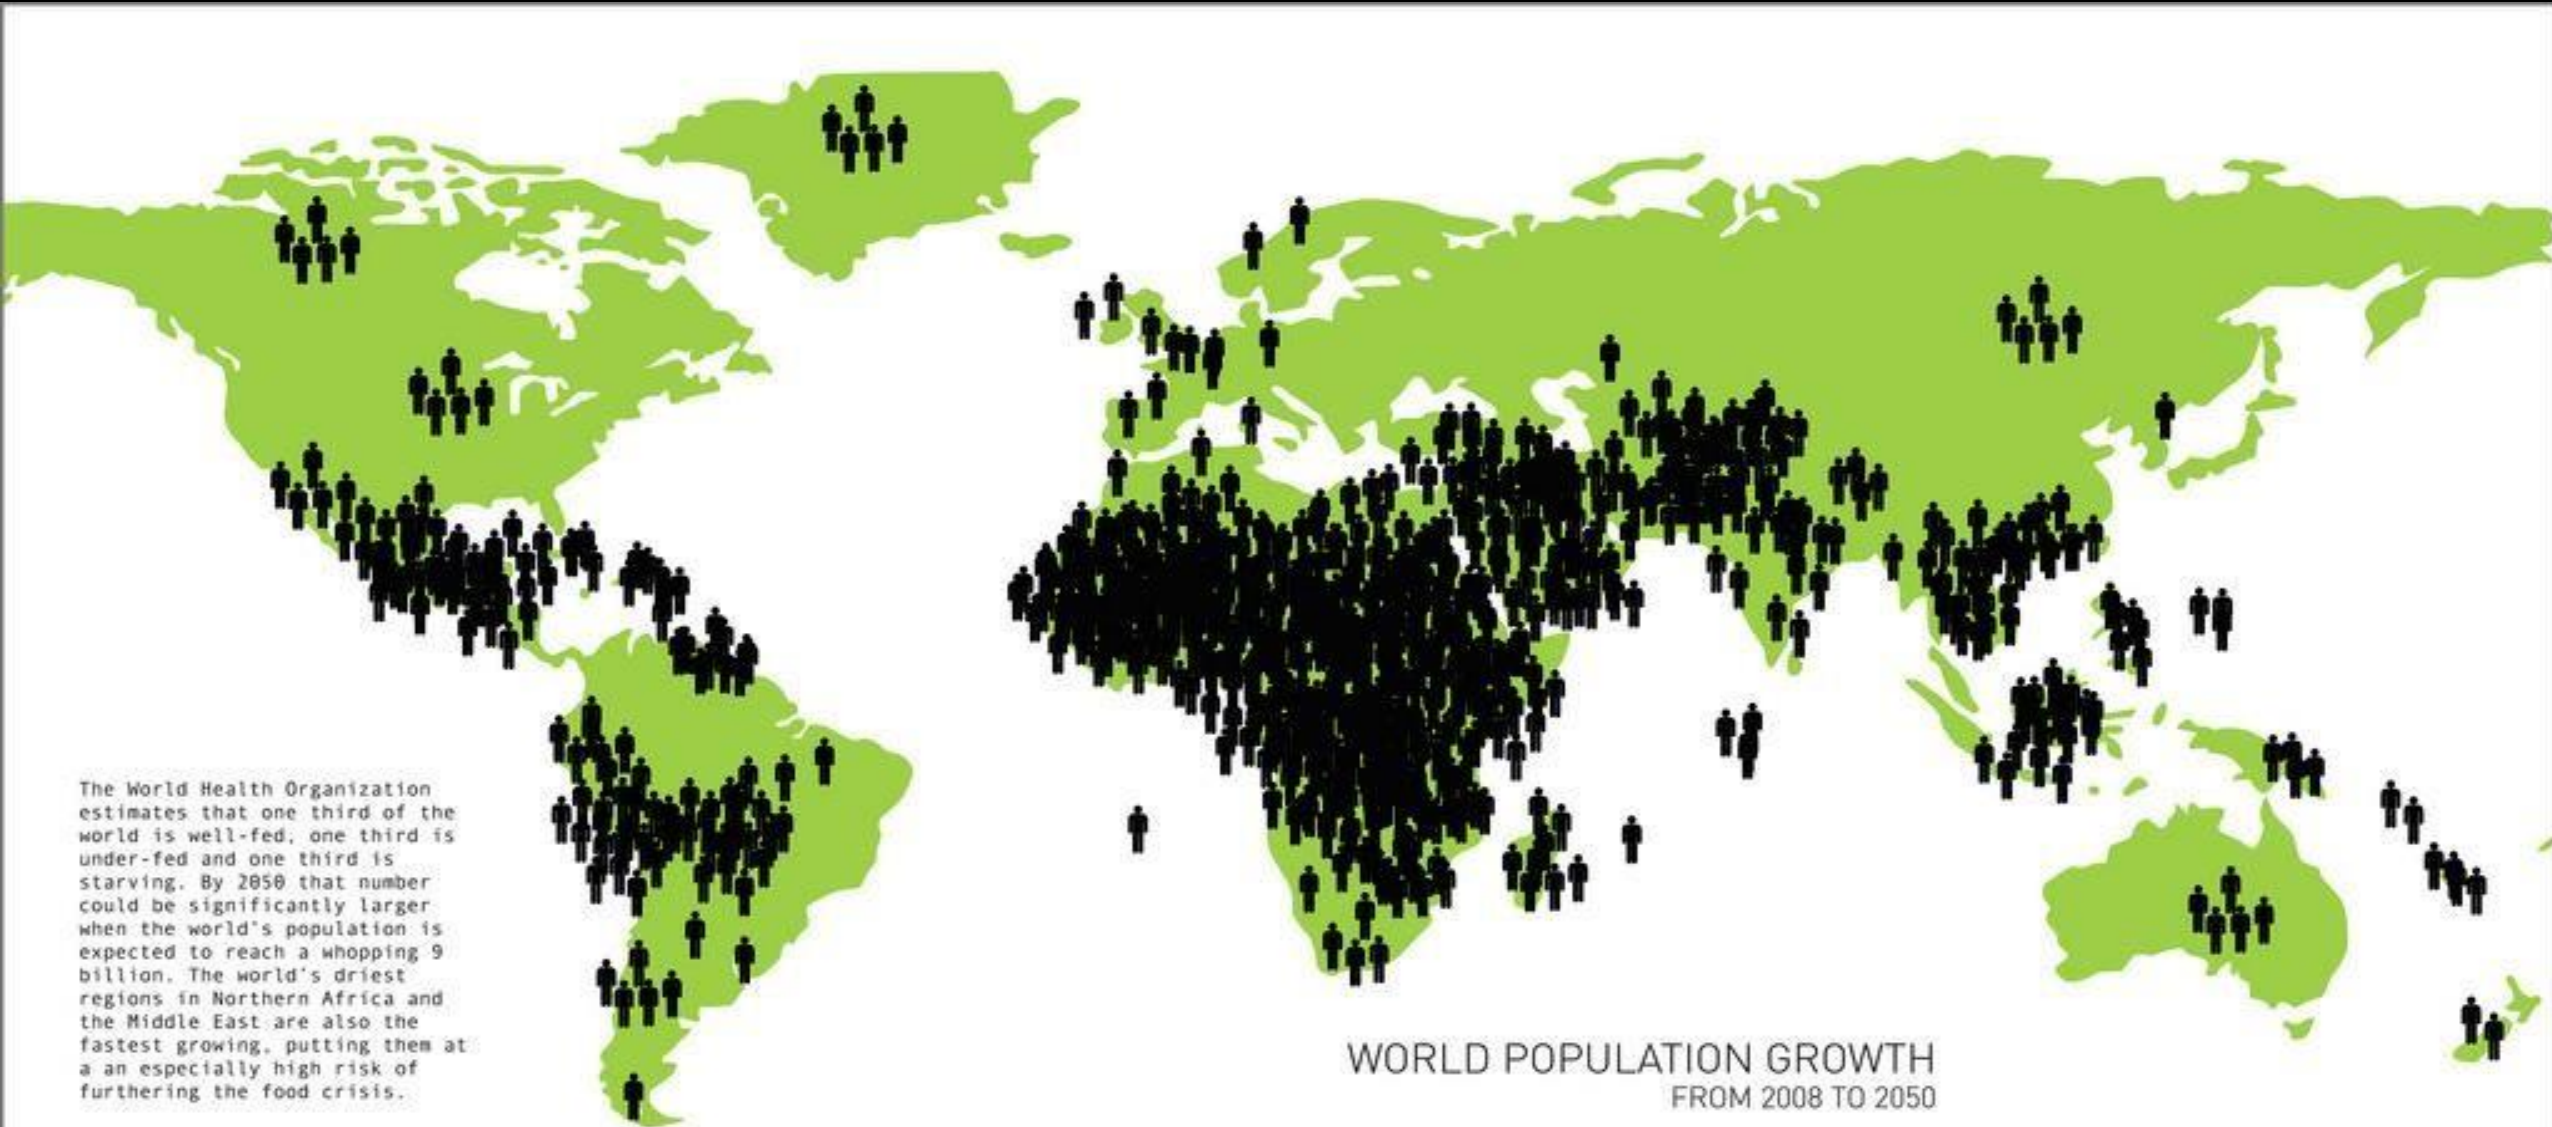 The World Health Organization
estimates that one third of the
world is well-fed, one third is
under-fed and one third is
starving. By 2050 that number
could be significantly larger
when the world's population is
expected to reach a whopping 9
billion. The world's driest
regions in Northern Africa and
the Middle East are also the
fastest growing, putting them at
a an especially high risk of
furthering the food crisis.
WORLD POPULATION GROWTH
FROM 2008 TO 2050